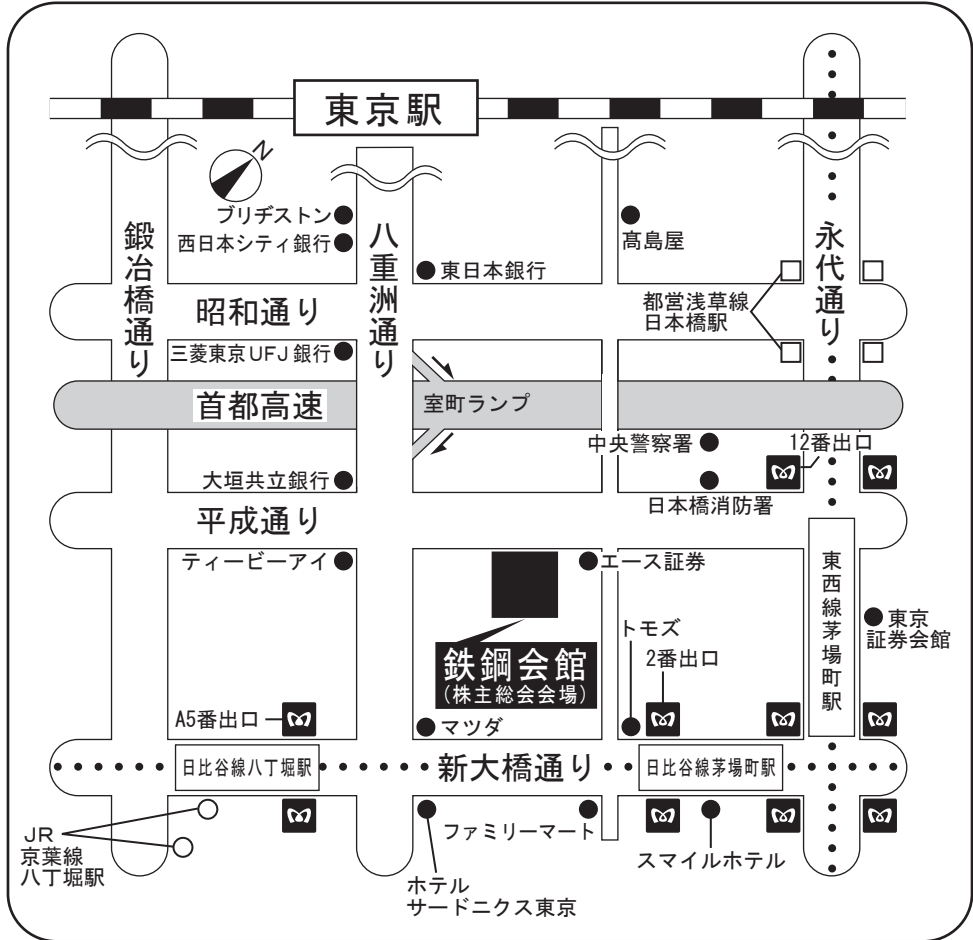 東京駅
N
ブリヂストン
西日本シティ銀行
髙島屋
鍛冶橋通り
八重洲通り
永代通り
東日本銀行
昭和通り
都営浅草線
日本橋駅
三菱東京UFJ銀行
首都高速
室町ランプ
中央警察署
12番出口
大垣共立銀行
日本橋消防署
平成通り
ティービーアイ
エース証券
東西線茅場町駅
東京
証券会館
トモズ
2番出口
鉄鋼会館
(株主総会会場)
A5番出口
マツダ
日比谷線八丁堀駅
新大橋通り
日比谷線茅場町駅
JR
京葉線
八丁堀駅
ファミリーマート
スマイルホテル
ホテル
サードニクス東京